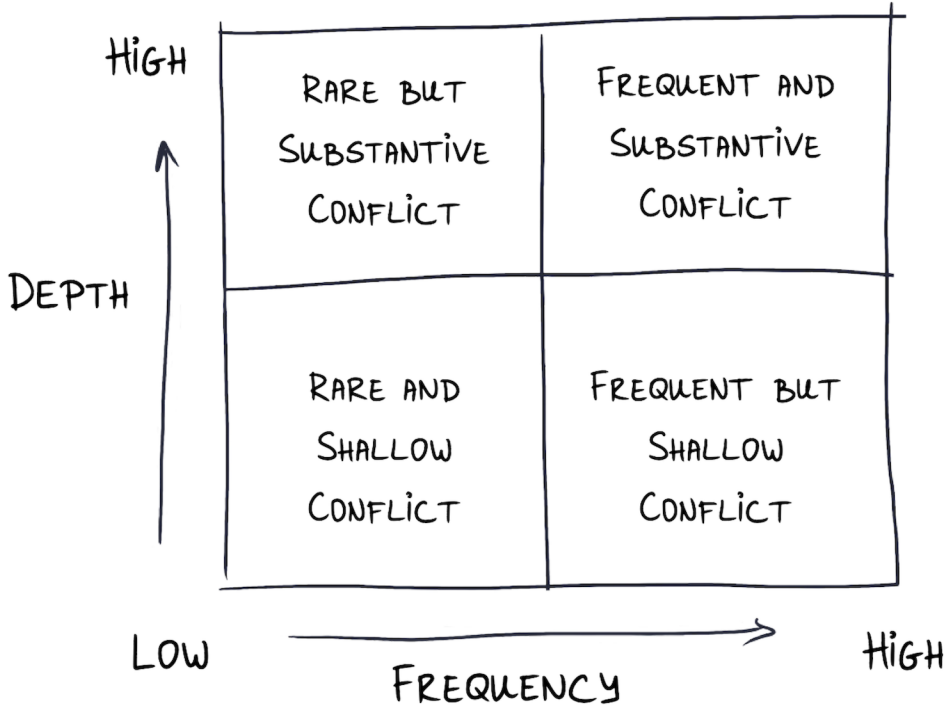 HiGH
RARE BUT
SUBSTANTiVE
CONFLiCT
FREQUENT AND
SUBSTANTiVE
CONFLiCT
DEPTH
RARE AND
SHALLOW
CONFLiCT
FREQUENT BUT
SHALLOW
CONFLiCT
LOW
FREQUENCY
HiGH